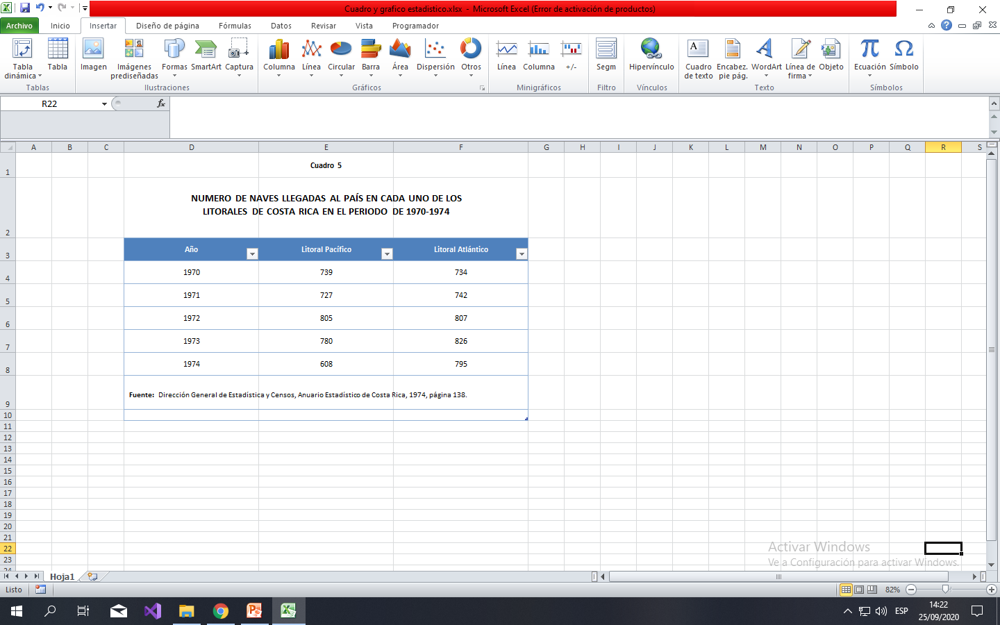 Cuadro y grafico estadístico.xlsx - Microsoft Excel (Error de activación de productos)
Archivo Inicio Insertar Diseño de página Fórmulas Datos Revisar Vista Programador
Tabla dinámica Tabla Imagen Imágenes prediseñadas Formas SmartArt Captura Columna Línea Circular Barra Área Dispersión Otros Línea Columna +/- Segm Hipervínculo Cuadro de texto Encabez. pie pág. WordArt Línea de firma Objeto Ecuación Símbolo
Tablas Ilustraciones Gráficos Minigráficos Filtro Vínculos Texto Símbolos
R22 fx
A B C D E F G H I J K L M N O P Q R S
1 Cuadro 5
NUMERO DE NAVES LLEGADAS AL PAÍS EN CADA UNO DE LOS
LITORALES DE COSTA RICA EN EL PERIODO DE 1970-1974
2
3 Año Litoral Pacífico Litoral Atlántico
4 1970 739 734
5 1971 727 742
6 1972 805 807
7 1973 780 826
8 1974 608 795
9 Fuente: Dirección General de Estadística y Censos, Anuario Estadístico de Costa Rica, 1974, página 138.
10
11
12
13
14
15
16
17
18
19
20
21
22
23
24
Activar Windows
Ve a Configuración para activar Windows.
Hoja1
Listo 82%
ESP 14:22
25/09/2020